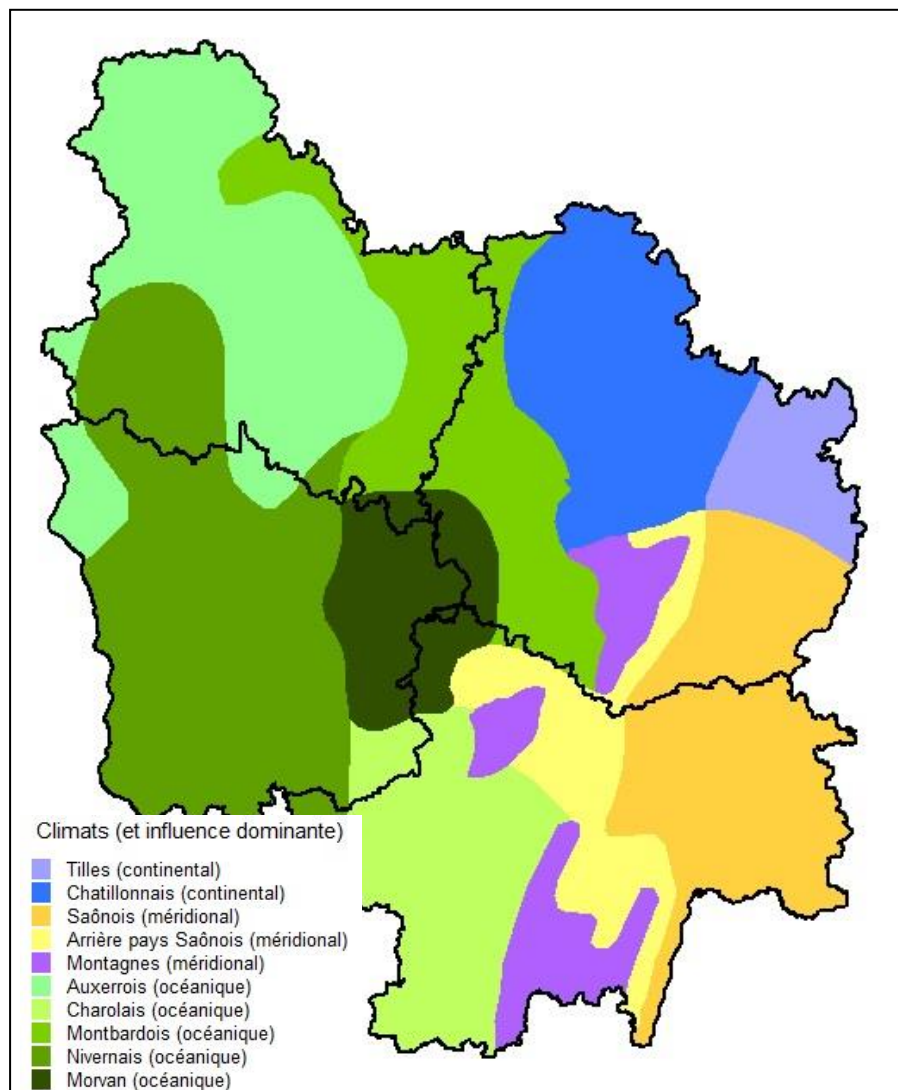 Climats (et influence dominante)
Tilles (continental)
Chatillonnais (continental)
Saônois (méridional)
Arrière pays Saônois (méridional)
Montagnes (méridional)
Auxerrois (océanique)
Charolais (océanique)
Montbardois (océanique)
Nivernais (océanique)
Morvan (océanique)